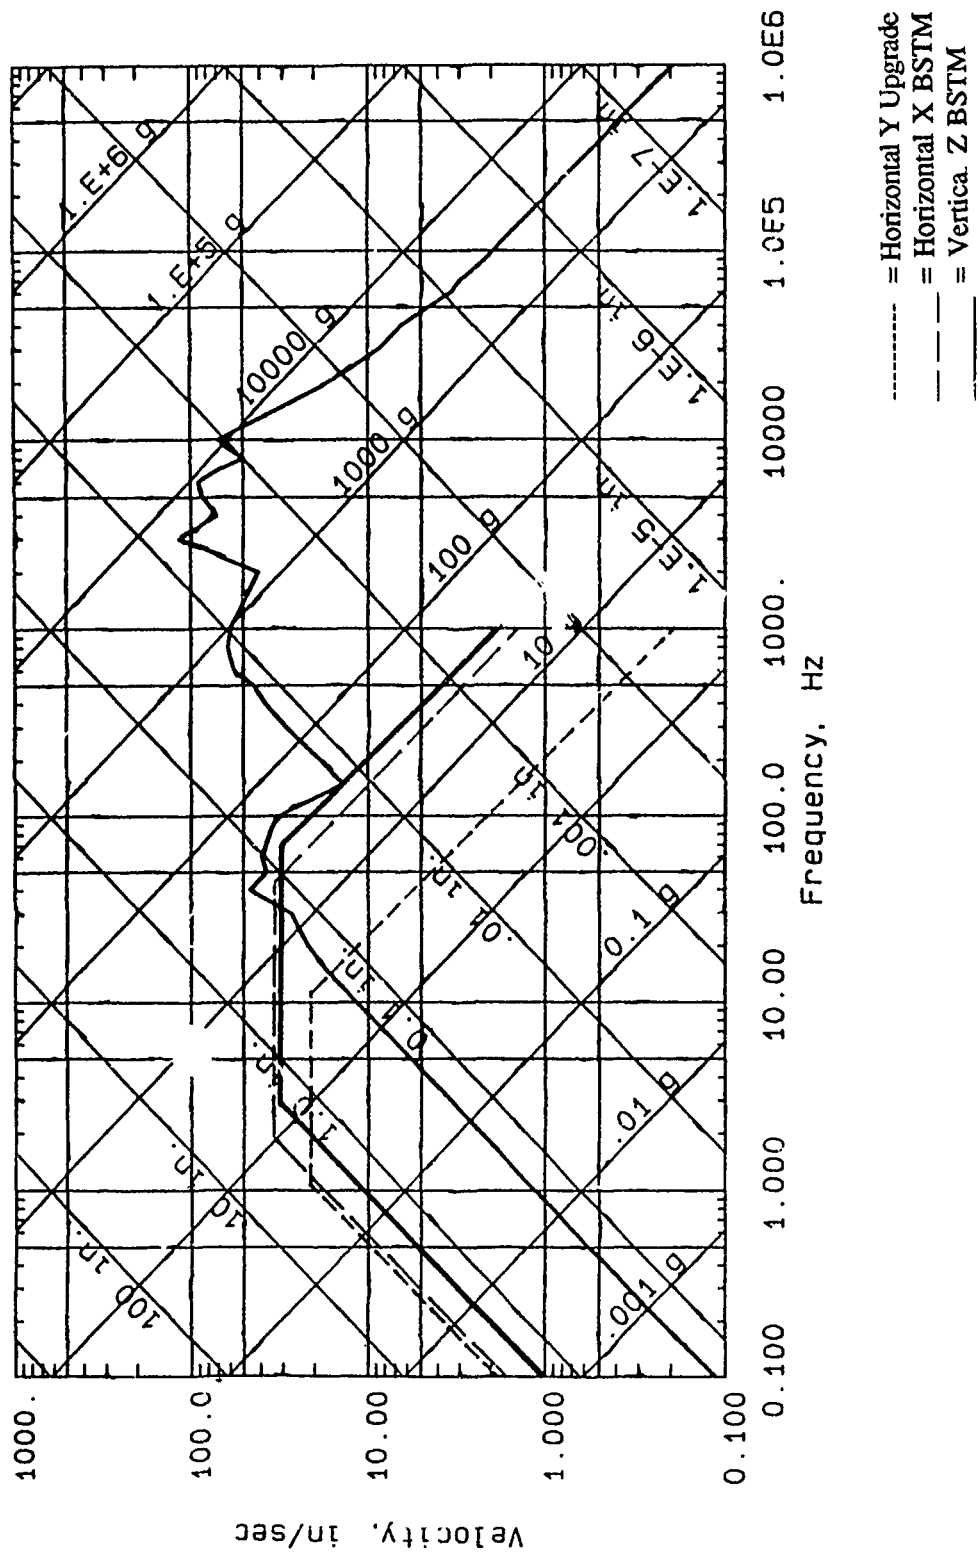 1000.
100.0
10.00
1.000
0.100
Velocity, in/sec
0.100
1.000
10.00
100.0
1000.
10000
1.0E5
1.0E6
Frequency, Hz
100 in.
10 in.
1.0 in.
0.1 in.
.01 in.
.001 in
1.E-5 in
1.E-6 in
1.E-7 in
.001 g
.01 g
0.1 g
10
100 g
1000 g
10000 g
1.E+5 g
1.E+6 g
---------- = Horizontal Y Upgrade
— — — = Horizontal X BSTM
——— = Vertica. Z BSTM